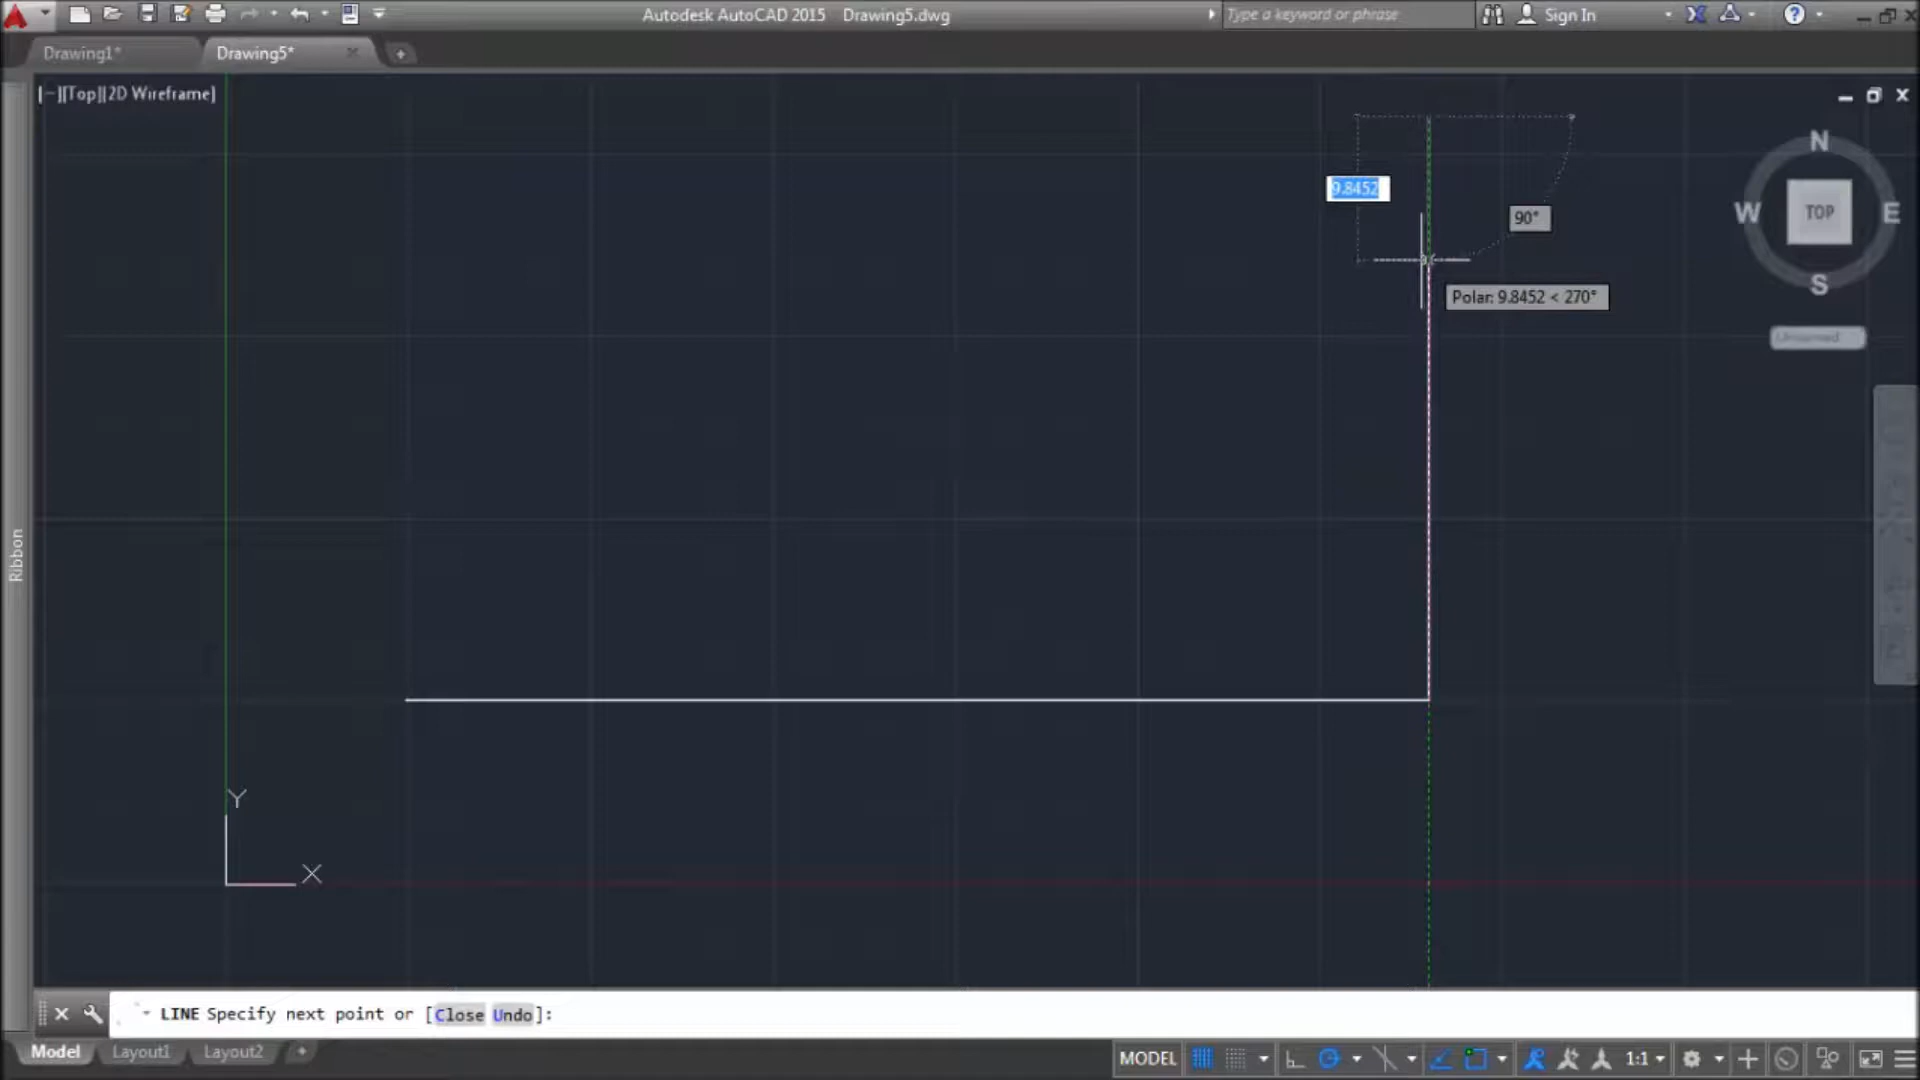 Autodesk AutoCAD 2015 Drawing5.dwg
Type a keyword or phrase
Sign In
Drawing1*
Drawing5*
[−][Top][2D Wireframe]
N
W
TOP
E
S
Unnamed
9.8452
90°
Polar: 9.8452 < 270°
Ribbon
Y
X
LINE Specify next point or [Close Undo]:
Model
Layout1
Layout2
MODEL
1:1